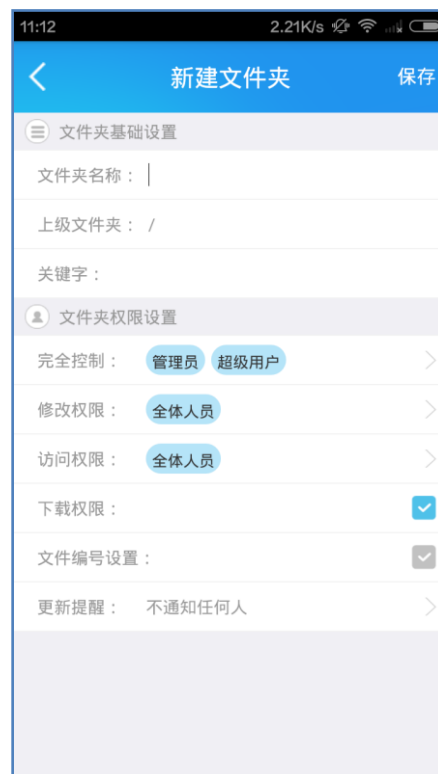 11:12 2.21K/s
新建文件夹 保存
文件夹基础设置
文件夹名称：
上级文件夹： /
关键字：
文件夹权限设置
完全控制： 管理员 超级用户
修改权限： 全体人员
访问权限： 全体人员
下载权限：
文件编号设置：
更新提醒： 不通知任何人